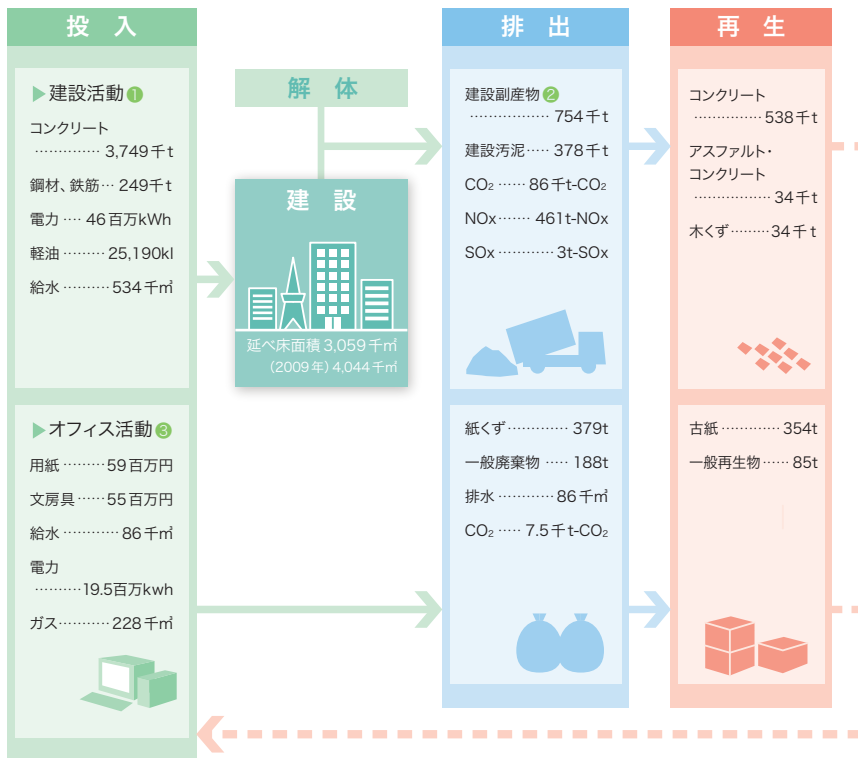 投 入
▶建設活動❶
コンクリート
············· 3,749千t
鋼材、鉄筋··· 249千t
電力 ···· 46百万kWh
軽油 ········· 25,190kl
給水 ·········· 534千㎡
▶オフィス活動❸
用紙 ········· 59百万円
文房具 ······ 55百万円
給水 ············ 86千㎡
電力
·········· 19.5百万kwh
ガス ··········· 228千㎡
解 体
建 設
延べ床面積 3,059千㎡
（2009年）4,044千㎡
排 出
建設副産物❷
················· 754千t
建設汚泥····· 378千t
CO₂ ······ 86千t-CO₂
NOx······· 461t-NOx
SOx ··········· 3t-SOx
紙くず ············· 379t
一般廃棄物 ····· 188t
排水 ············ 86千㎡
CO₂ ····· 7.5千t-CO₂
再 生
コンクリート
·············· 538千t
アスファルト・
コンクリート
················· 34千t
木くず ········· 34千t
古紙 ············· 354t
一般再生物······ 85t